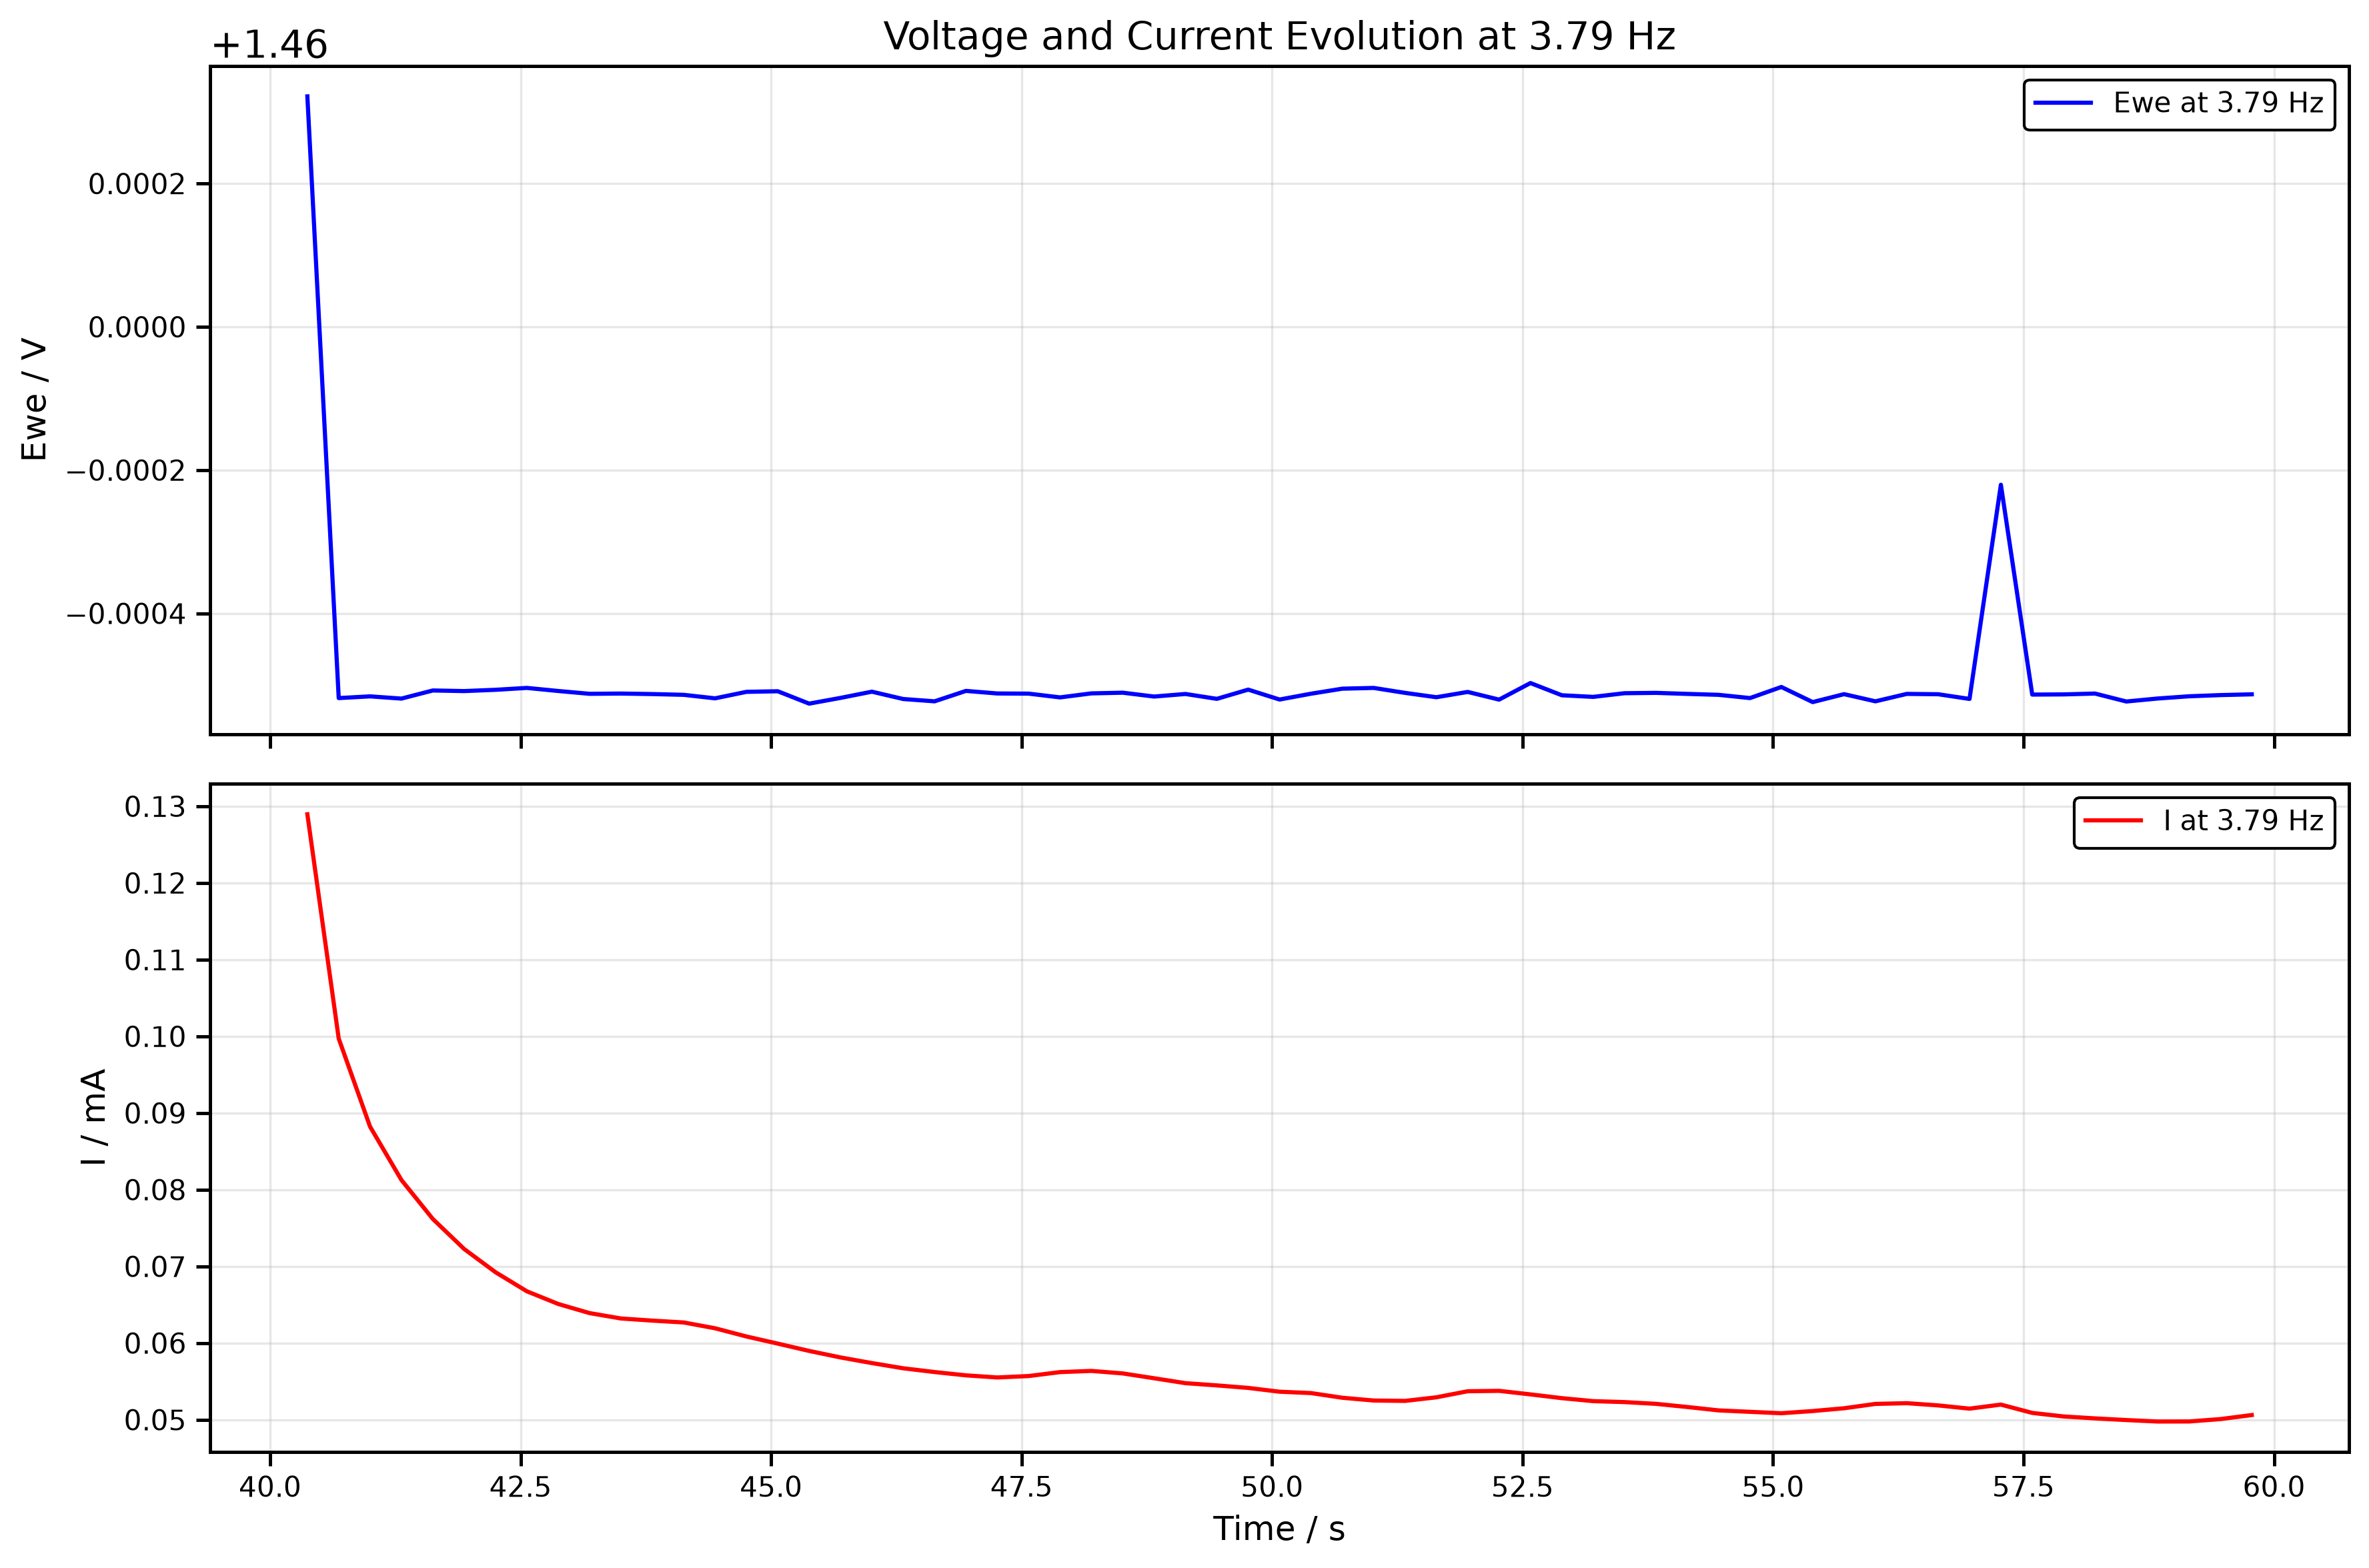 Voltage and Current Evolution at 3.79 Hz
+1.46
Ewe at 3.79 Hz
0.0002
0.0000
−0.0002
−0.0004
Ewe / V
I at 3.79 Hz
0.13
0.12
0.11
0.10
0.09
0.08
0.07
0.06
0.05
I / mA
40.0 42.5 45.0 47.5 50.0 52.5 55.0 57.5 60.0
Time / s